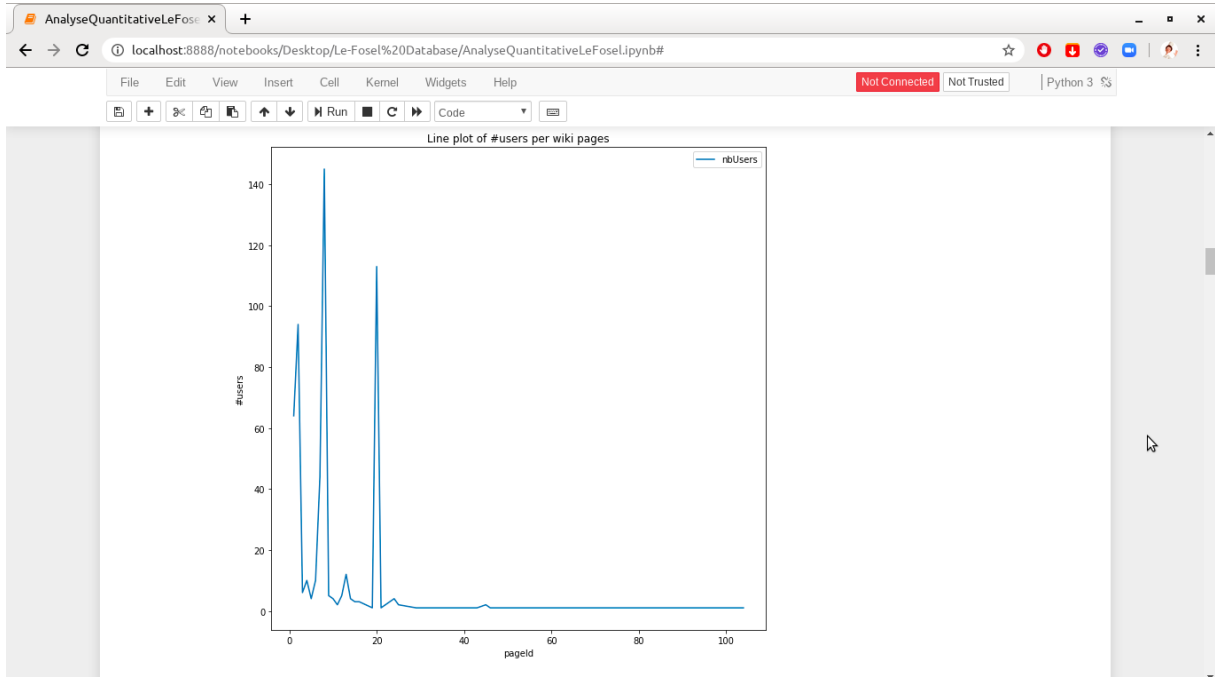 AnalyseQuantitativeLeFose
localhost:8888/notebooks/Desktop/Le-Fosel%20Database/AnalyseQuantitativeLeFosel.ipynb#
File Edit View Insert Cell Kernel Widgets Help Not Connected Not Trusted Python 3
Run Code
Line plot of #users per wiki pages
nbUsers
140
120
100
80
60
40
20
0
#users
0 20 40 60 80 100
pageId